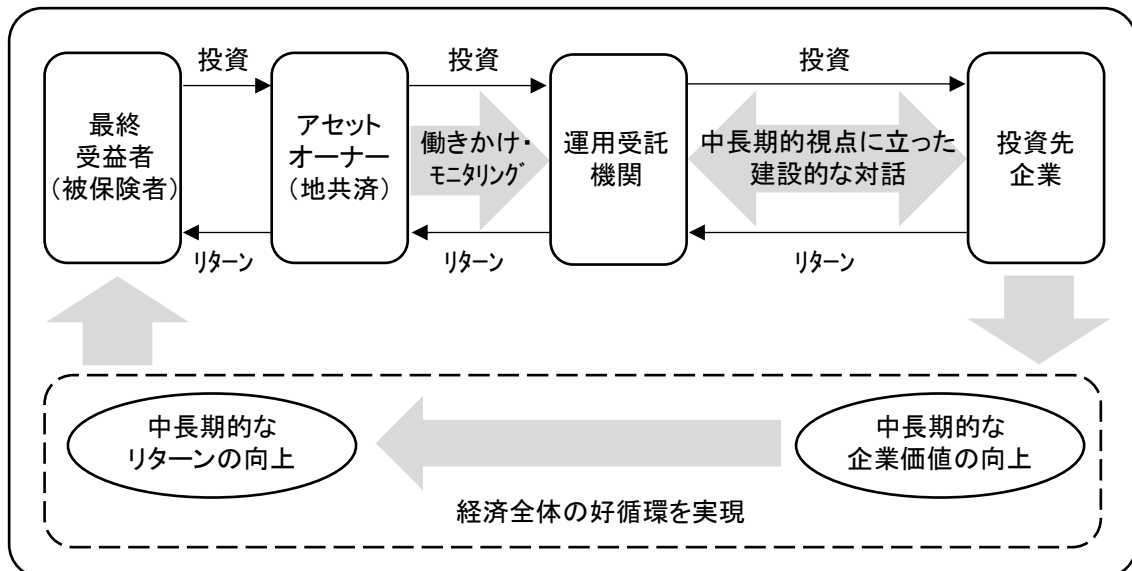 投資
投資
投資
最終
受益者
(被保険者)
アセット
オーナー
(地共済)
働きかけ・
ﾓﾆﾀﾘﾝｸﾞ
運用受託
機関
中長期的視点に立った
建設的な対話
投資先
企業
ﾘﾀｰﾝ
ﾘﾀｰﾝ
ﾘﾀｰﾝ
中長期的な
リターンの向上
中長期的な
企業価値の向上
経済全体の好循環を実現